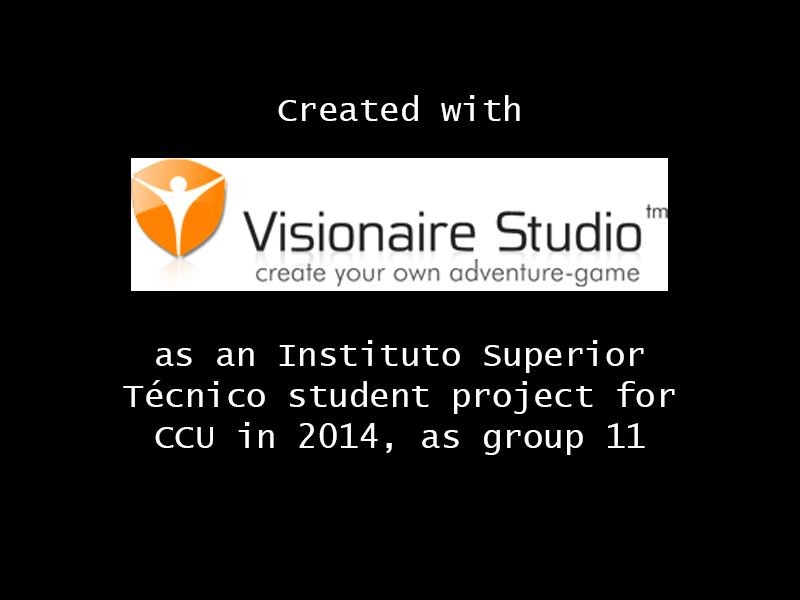 Created with
Visionaire Studio tm
create your own adventure-game
as an Instituto Superior
Técnico student project for
CCU in 2014, as group 11